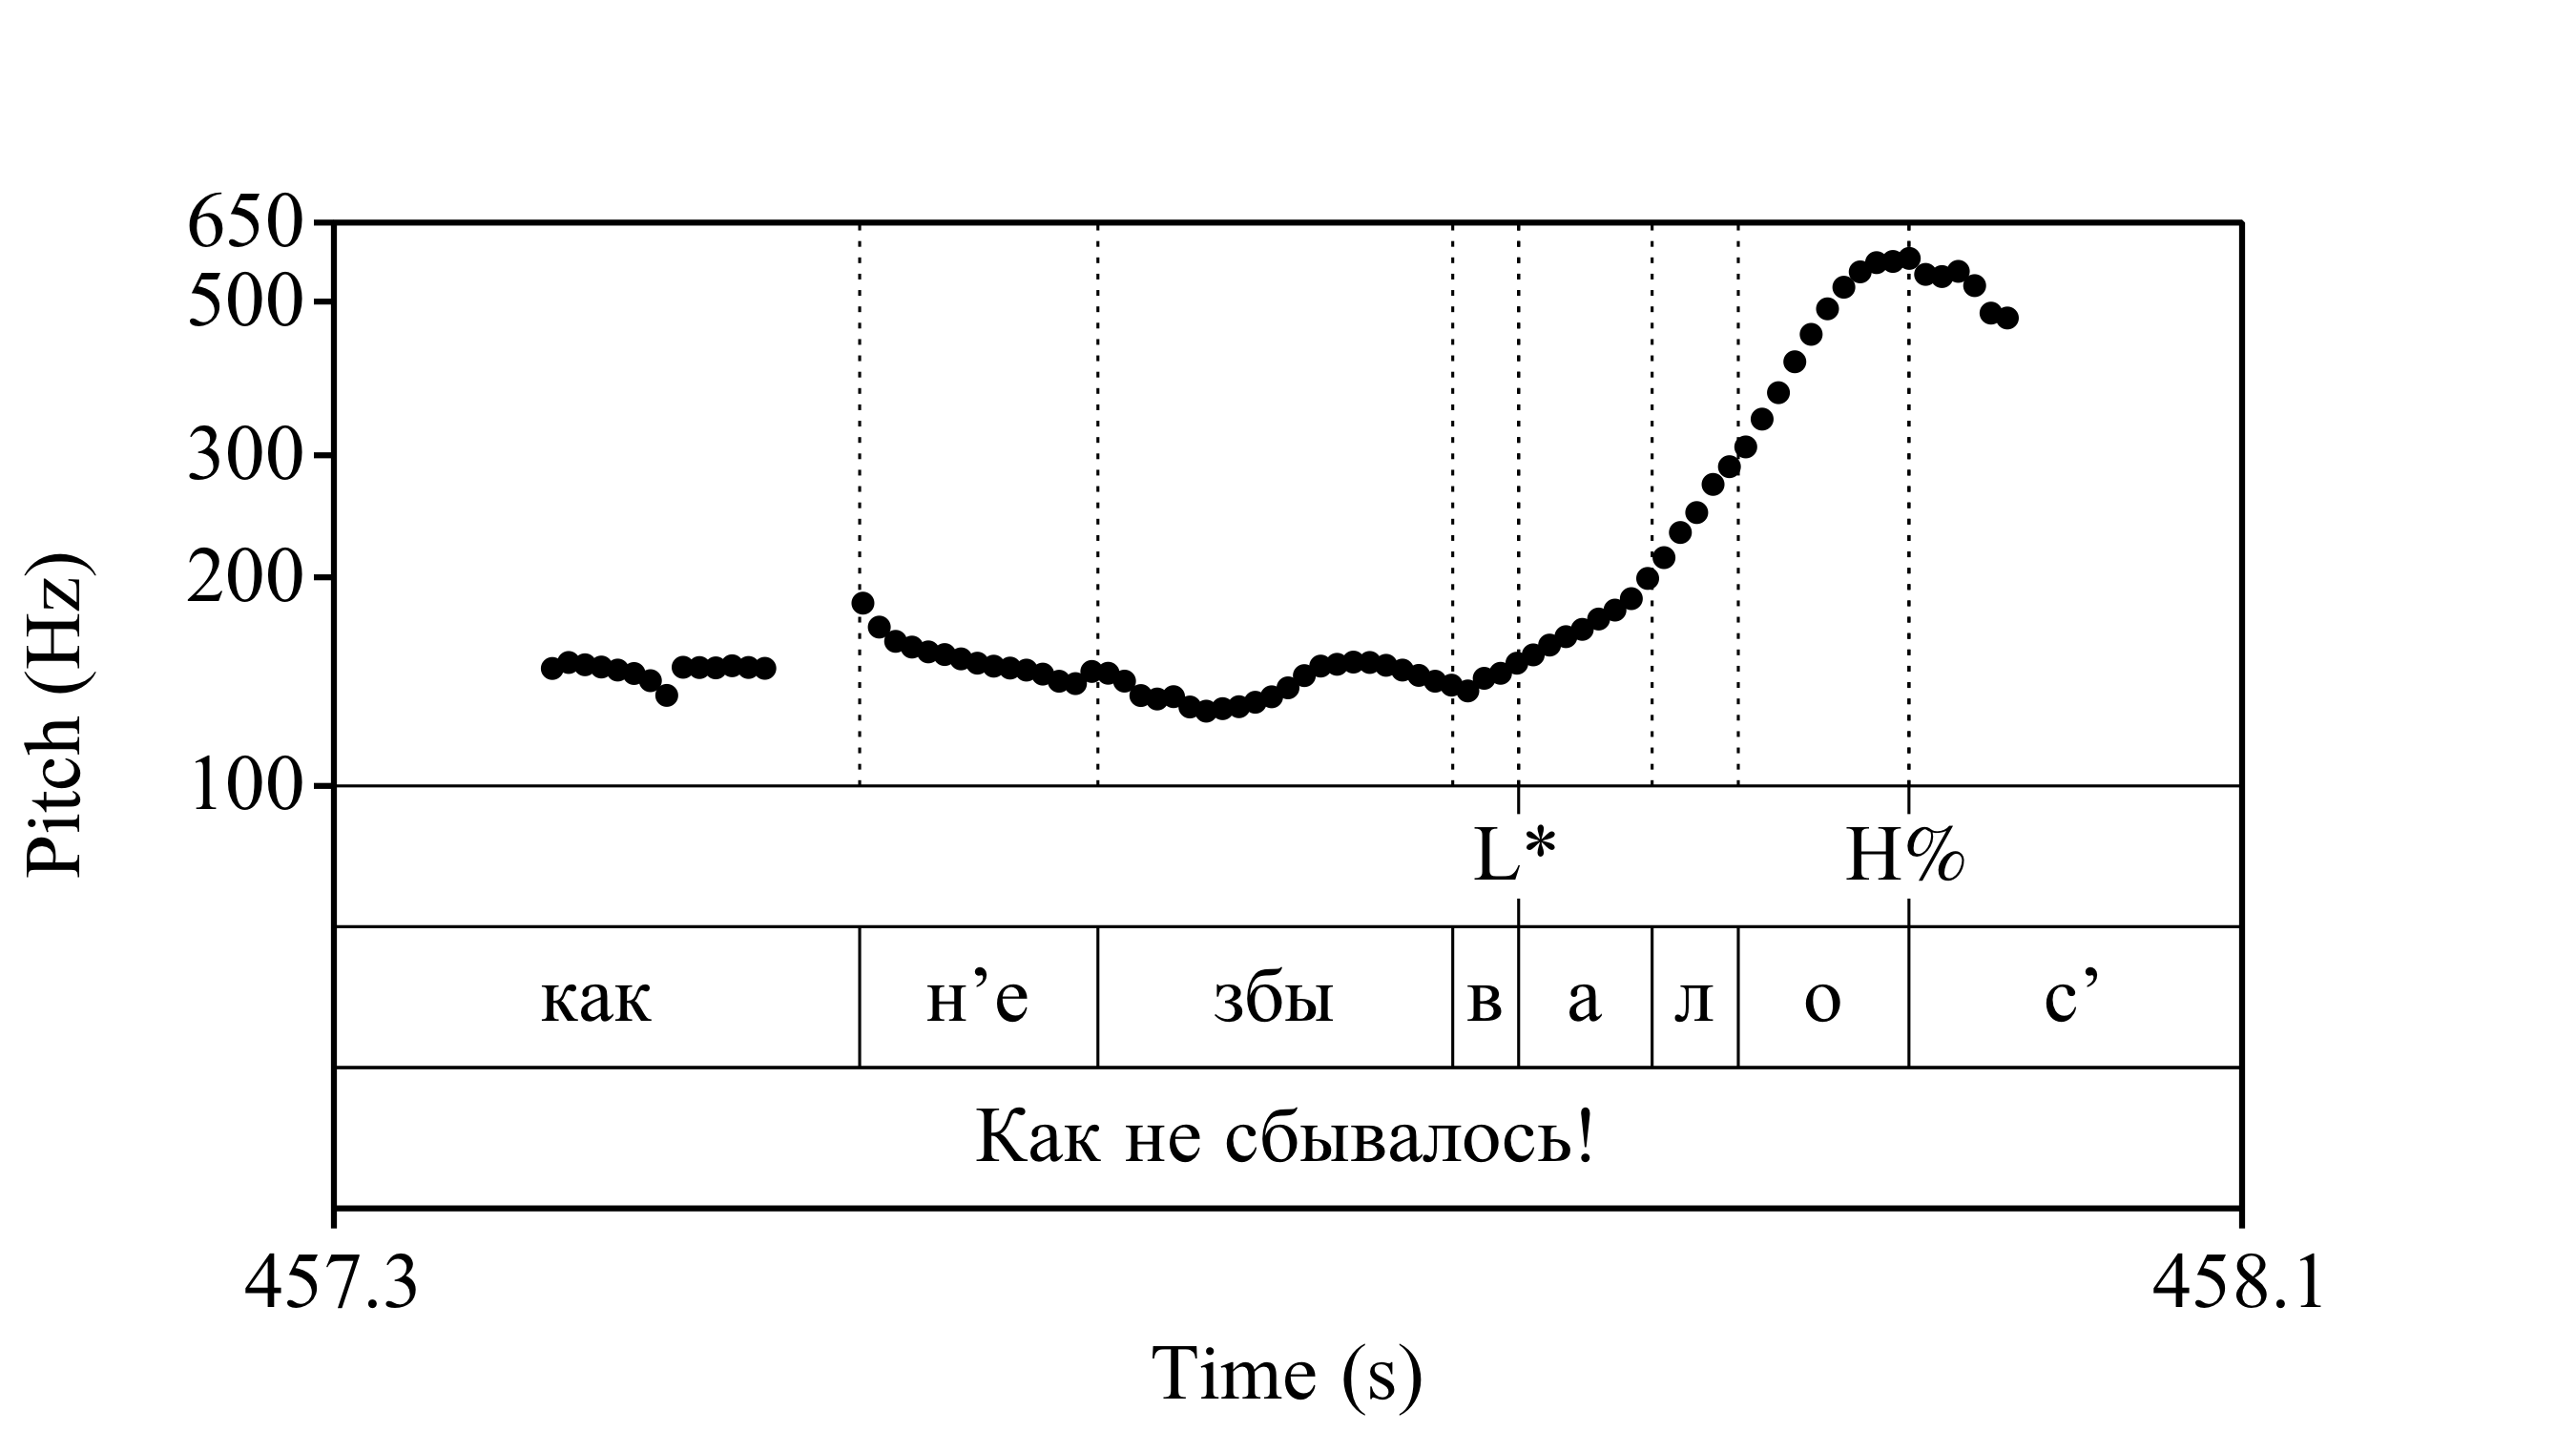 650
500
300
200
100
Pitch (Hz)
L* H%
как н’е збы в а л о с’
Как не сбывалось!
457.3 458.1
Time (s)